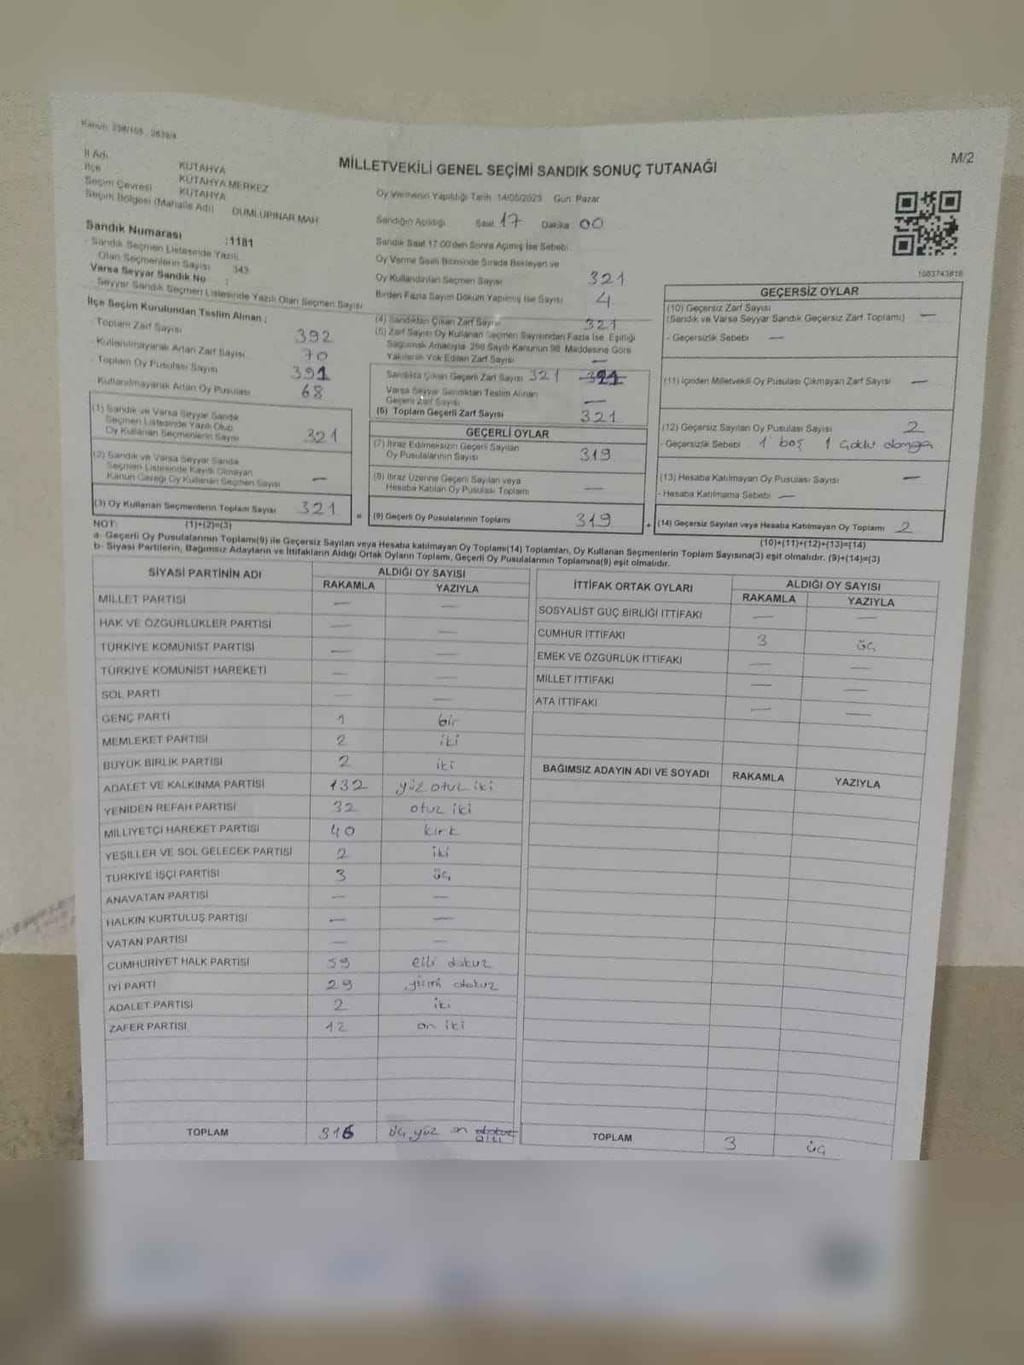 Kanun: 298/105 - 2839/4
M/2
MİLLETVEKİLİ GENEL SEÇİMİ SANDIK SONUÇ TUTANAĞI
İl Adı KÜTAHYA
İlçe KÜTAHYA MERKEZ
Seçim Çevresi KÜTAHYA
Seçim Bölgesi (Mahalle Adı) DUMLUPINAR MAH
Sandık Numarası :1181
- Sandık Seçmen Listesinde Yazılı
Olan Seçmenlerin Sayısı 343
Varsa Seyyar Sandık No :
Seyyar Sandık Seçmen Listesinde Yazılı Olan Seçmen Sayısı
İlçe Seçim Kurulundan Teslim Alınan ;
- Toplam Zarf Sayısı 392
- Kullanılmayarak Artan Zarf Sayısı 70
- Toplam Oy Pusulası Sayısı 391
- Kullanılmayarak Artan Oy Pusulası 68
(1) Sandık ve Varsa Seyyar Sandık
Seçmen Listesinde Yazılı Olup
Oy Kullanan Seçmenlerin Sayısı 321
(2) Sandık ve Varsa Seyyar Sandık
Seçmen Listesinde Kayıtlı Olmayan
Kanun Gereği Oy Kullanan Seçmen Sayısı —
(3) Oy Kullanan Seçmenlerin Toplam Sayısı 321
Oy Vermenin Yapıldığı Tarih: 14/05/2023 Gün: Pazar
Sandığın Açıldığı Saat 17 Dakika 00
Sandık Saat 17:00'den Sonra Açılmış İse Sebebi
Oy Verme Saati Bitiminde Sırada Bekleyen ve
Oy Kullandırılan Seçmen Sayısı 321
Birden Fazla Sayım Döküm Yapılmış İse Sayısı 4
(4) Sandıktan Çıkan Zarf Sayısı 321
(5) Zarf Sayısı Oy Kullanan Seçmen Sayısından Fazla İse, Eşitliği
Sağlamak Amacıyla 298 Sayılı Kanunun 98. Maddesine Göre
Yakılarak Yok Edilen Zarf Sayısı —
Sandıkta Çıkan Geçerli Zarf Sayısı 321
Varsa Seyyar Sandıktan Teslim Alınan
Geçerli Zarf Sayısı —
(6) Toplam Geçerli Zarf Sayısı 321
GEÇERLİ OYLAR
(7) İtiraz Edilmeksizin Geçerli Sayılan
Oy Pusulalarının Sayısı 319
(8) İtiraz Üzerine Geçerli Sayılan veya
Hesaba Katılan Oy Pusulası Toplamı —
= (9) Geçerli Oy Pusulalarının Toplamı 319
1083743818
GEÇERSİZ OYLAR
(10) Geçersiz Zarf Sayısı
(Sandık ve Varsa Seyyar Sandık Geçersiz Zarf Toplamı) —
- Geçersizlik Sebebi —
(11) İçinden Milletvekili Oy Pusulası Çıkmayan Zarf Sayısı —
(12) Geçersiz Sayılan Oy Pusulası Sayısı 2
- Geçersizlik Sebebi 1 boş 1 çoklu damga
(13) Hesaba Katılmayan Oy Pusulası Sayısı —
- Hesaba Katılmama Sebebi —
+ (14) Geçersiz Sayılan veya Hesaba Katılmayan Oy Toplamı 2
NOT: (1)+(2)=(3) (10)+(11)+(12)+(13)=(14)
a- Geçerli Oy Pusulalarının Toplamı(9) ile Geçersiz Sayılan veya Hesaba katılmayan Oy Toplamı(14) Toplamları, Oy Kullanan Seçmenlerin Toplam Sayısına(3) eşit olmalıdır. (9)+(14)=(3)
b- Siyasi Partilerin, Bağımsız Adayların ve İttifakların Aldığı Ortak Oyların Toplamı, Geçerli Oy Pusulalarının Toplamına(9) eşit olmalıdır.
SİYASİ PARTİNİN ADI ALDIĞI OY SAYISI
RAKAMLA YAZIYLA
MİLLET PARTİSİ — —
HAK VE ÖZGÜRLÜKLER PARTİSİ — —
TÜRKİYE KOMÜNİST PARTİSİ — —
TÜRKİYE KOMÜNİST HAREKETİ — —
SOL PARTİ — —
GENÇ PARTİ 1 bir
MEMLEKET PARTİSİ 2 iki
BÜYÜK BİRLİK PARTİSİ 2 iki
ADALET VE KALKINMA PARTİSİ 132 yüz otuz iki
YENİDEN REFAH PARTİSİ 32 otuz iki
MİLLİYETÇİ HAREKET PARTİSİ 40 kırk
YEŞİLLER VE SOL GELECEK PARTİSİ 2 iki
TÜRKİYE İŞÇİ PARTİSİ 3 üç
ANAVATAN PARTİSİ — —
HALKIN KURTULUŞ PARTİSİ — —
VATAN PARTİSİ — —
CUMHURİYET HALK PARTİSİ 59 elli dokuz
İYİ PARTİ 29 yirmi dokuz
ADALET PARTİSİ 2 iki
ZAFER PARTİSİ 12 on iki
TOPLAM 316 üç yüz on altı
İTTİFAK ORTAK OYLARI ALDIĞI OY SAYISI
RAKAMLA YAZIYLA
SOSYALİST GÜÇ BİRLİĞİ İTTİFAKI — —
CUMHUR İTTİFAKI 3 üç
EMEK VE ÖZGÜRLÜK İTTİFAKI — —
MİLLET İTTİFAKI — —
ATA İTTİFAKI — —
BAĞIMSIZ ADAYIN ADI VE SOYADI RAKAMLA YAZIYLA
TOPLAM 3 üç